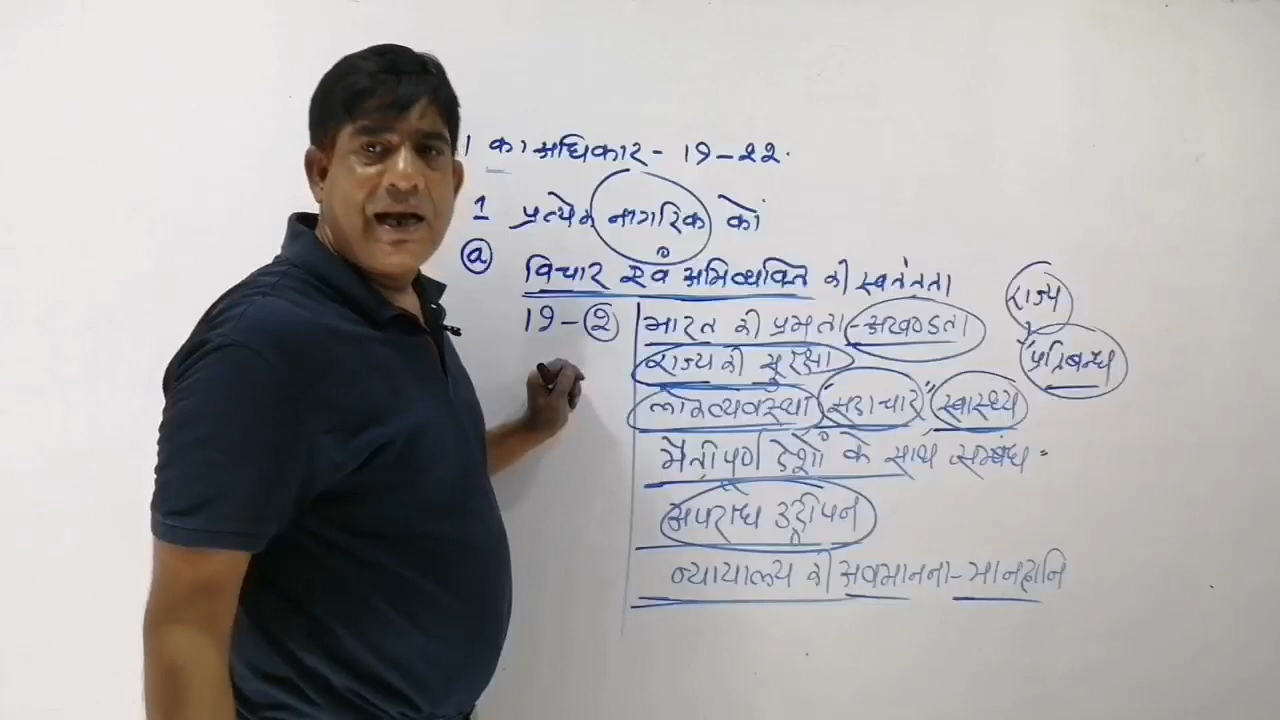 ा का अधिकार - 19-22.
1 प्रत्येक नागरिक को
a विचार एवं अभिव्यक्ति की स्वतंत्रता
19-2 भारत की प्रभुता - अखण्डता
राज्य
राज्य की सुरक्षा
प्रतिबन्ध
लोकव्यवस्था "सदाचार" स्वास्थ्य
मैत्रीपूर्ण देशों के साथ सम्बंध
अपराध उद्दीपन
न्यायालय की अवमानना - मानहानि